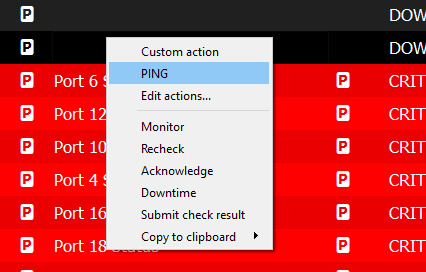 P DOW
P DOW
P Port 6 S P CRIT
P Port 12 P CRIT
P Port 10 P CRIT
P Port 4 S P CRIT
P Port 16 P CRIT
P Port 18 Status P CRIT
Custom action
PING
Edit actions...
Monitor
Recheck
Acknowledge
Downtime
Submit check result
Copy to clipboard